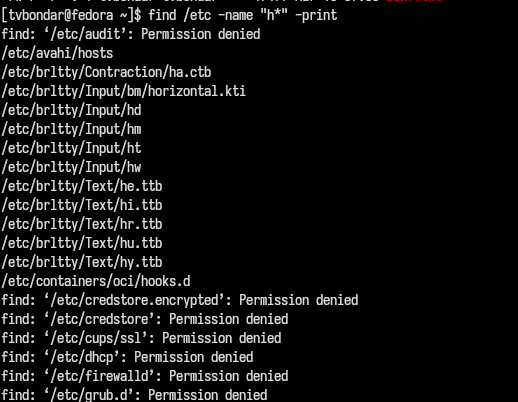 [tvbondar@fedora ~]$ find /etc -name "h*" -print
find: ‘/etc/audit’: Permission denied
/etc/avahi/hosts
/etc/brltty/Contraction/ha.ctb
/etc/brltty/Input/bm/horizontal.kti
/etc/brltty/Input/hd
/etc/brltty/Input/hm
/etc/brltty/Input/ht
/etc/brltty/Input/hw
/etc/brltty/Text/he.ttb
/etc/brltty/Text/hi.ttb
/etc/brltty/Text/hr.ttb
/etc/brltty/Text/hu.ttb
/etc/brltty/Text/hy.ttb
/etc/containers/oci/hooks.d
find: ‘/etc/credstore.encrypted’: Permission denied
find: ‘/etc/credstore’: Permission denied
find: ‘/etc/cups/ssl’: Permission denied
find: ‘/etc/dhcp’: Permission denied
find: ‘/etc/firewalld’: Permission denied
find: ‘/etc/grub.d’: Permission denied